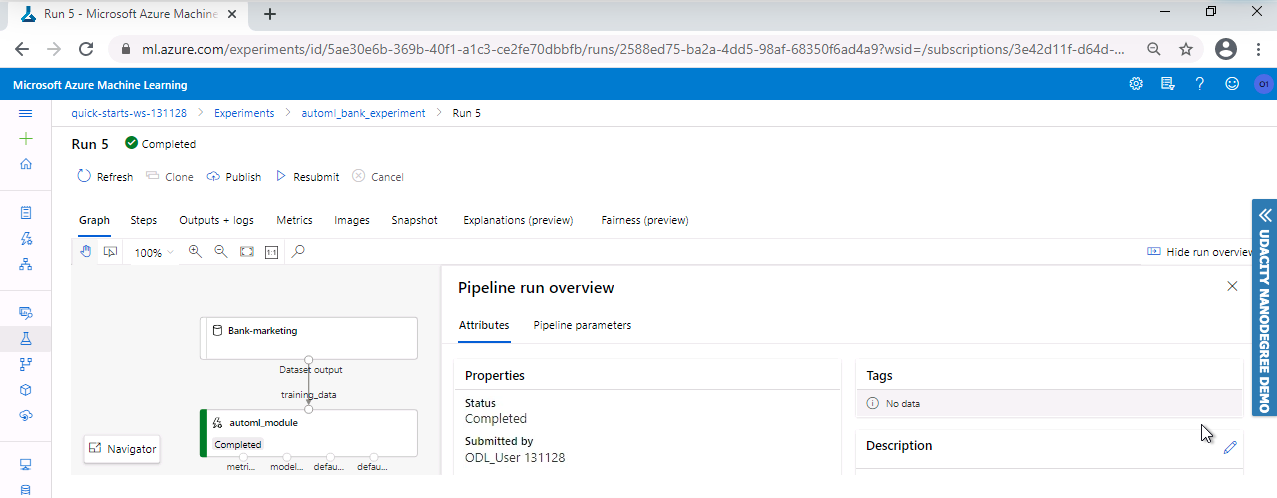 Run 5 - Microsoft Azure Machine
ml.azure.com/experiments/id/5ae30e6b-369b-40f1-a1c3-ce2fe70dbbfb/runs/2588ed75-ba2a-4dd5-98af-68350f6ad4a9?wsid=/subscriptions/3e42d11f-d64d-...
Microsoft Azure Machine Learning
O1
quick-starts-ws-131128 > Experiments > automl_bank_experiment > Run 5
Run 5 Completed
Refresh Clone Publish Resubmit Cancel
Graph Steps Outputs + logs Metrics Images Snapshot Explanations (preview) Fairness (preview)
100% 1:1 Hide run overview
Pipeline run overview
Attributes Pipeline parameters
Bank-marketing
Dataset output
training_data
automl_module
Completed
metri... model... defau... defau...
Navigator
Properties
Status
Completed
Submitted by
ODL_User 131128
Tags
No data
Description
UDACITY NANODEGREE DEMO